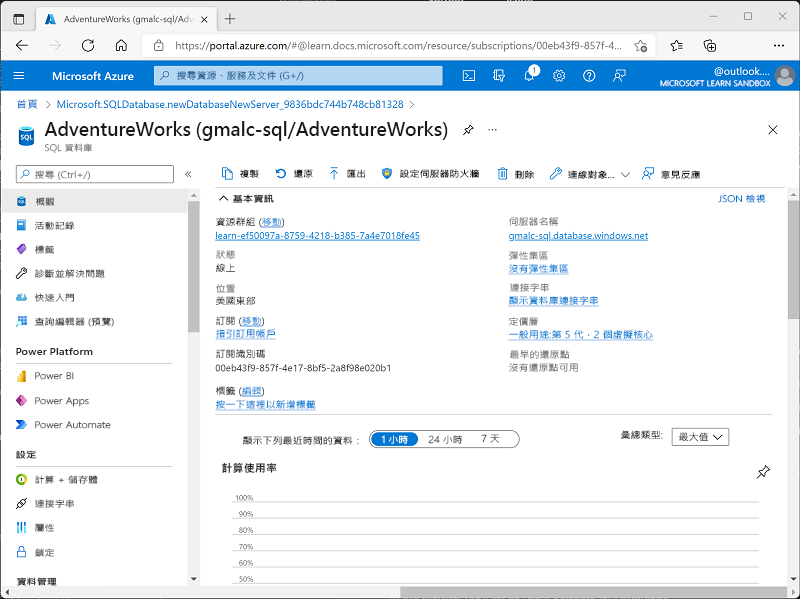 AdventureWorks (gmalc-sql/Adv
https://portal.azure.com/#@learn.docs.microsoft.com/resource/subscriptions/00eb43f9-857f-4...
Microsoft Azure
搜尋資源、服務及文件 (G+/)
1
@outlook....
MICROSOFT LEARN SANDBOX
首頁 > Microsoft.SQLDatabase.newDatabaseNewServer_9836bdc744b748cb81328 >
SQL
AdventureWorks (gmalc-sql/AdventureWorks)
SQL 資料庫
搜尋 (Ctrl+/)
概觀
活動記錄
標籤
診斷並解決問題
快速入門
查詢編輯器 (預覽)
Power Platform
Power BI
Power Apps
Power Automate
設定
計算 + 儲存體
連接字串
屬性
鎖定
資料管理
複製
還原
匯出
設定伺服器防火牆
刪除
連線對象...
意見反應
基本資訊
JSON 檢視
資源群組 (移動)
learn-ef50097a-8759-4218-b385-7a4e7018fe45
狀態
線上
位置
美國東部
訂閱 (移動)
指引訂用帳戶
訂閱識別碼
00eb43f9-857f-4e17-8bf5-2a8f98e020b1
標籤 (編輯)
按一下這裡以新增標籤
伺服器名稱
gmalc-sql.database.windows.net
彈性集區
沒有彈性集區
連接字串
顯示資料庫連接字串
定價層
一般用途:第 5 代，2 個虛擬核心
最早的還原點
沒有還原點可用
顯示下列最近時間的資料：
1 小時
24 小時
7 天
彙總類型:
最大值
計算使用率
100%
90%
80%
70%
60%
50%